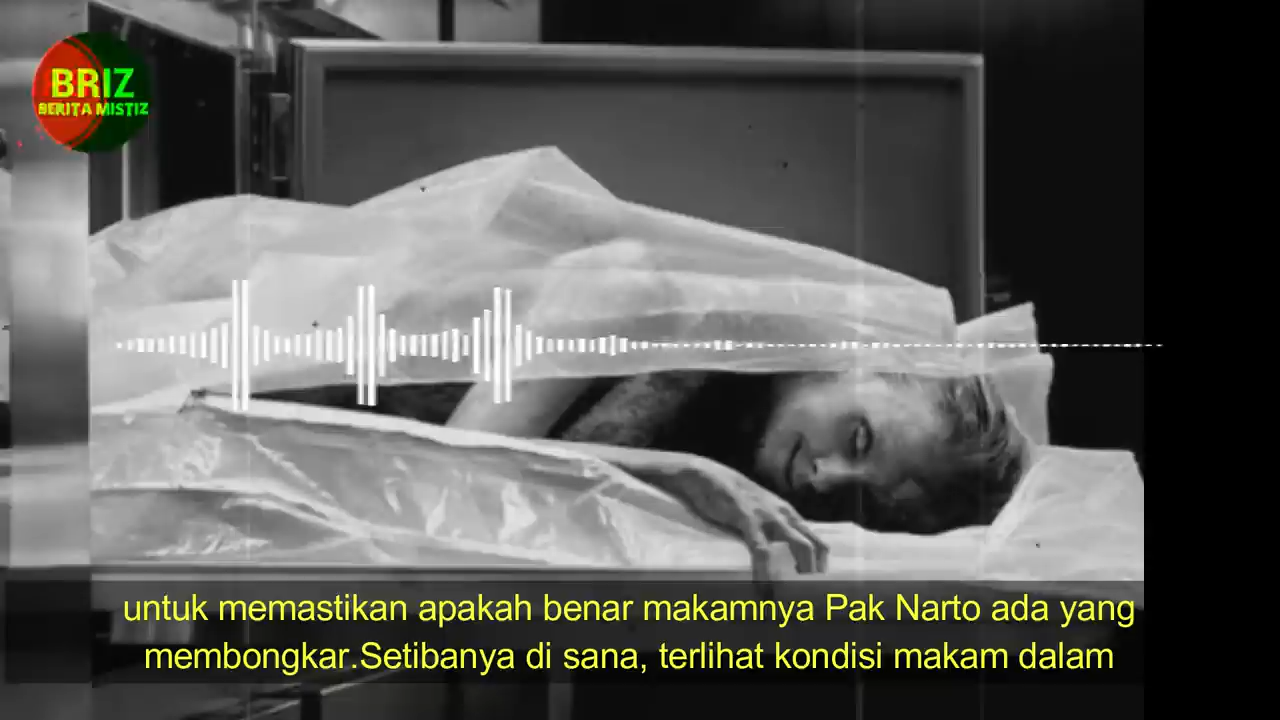 BRIZ
BERITA MISTIZ
untuk memastikan apakah benar makamnya Pak Narto ada yang
membongkar.Setibanya di sana, terlihat kondisi makam dalam